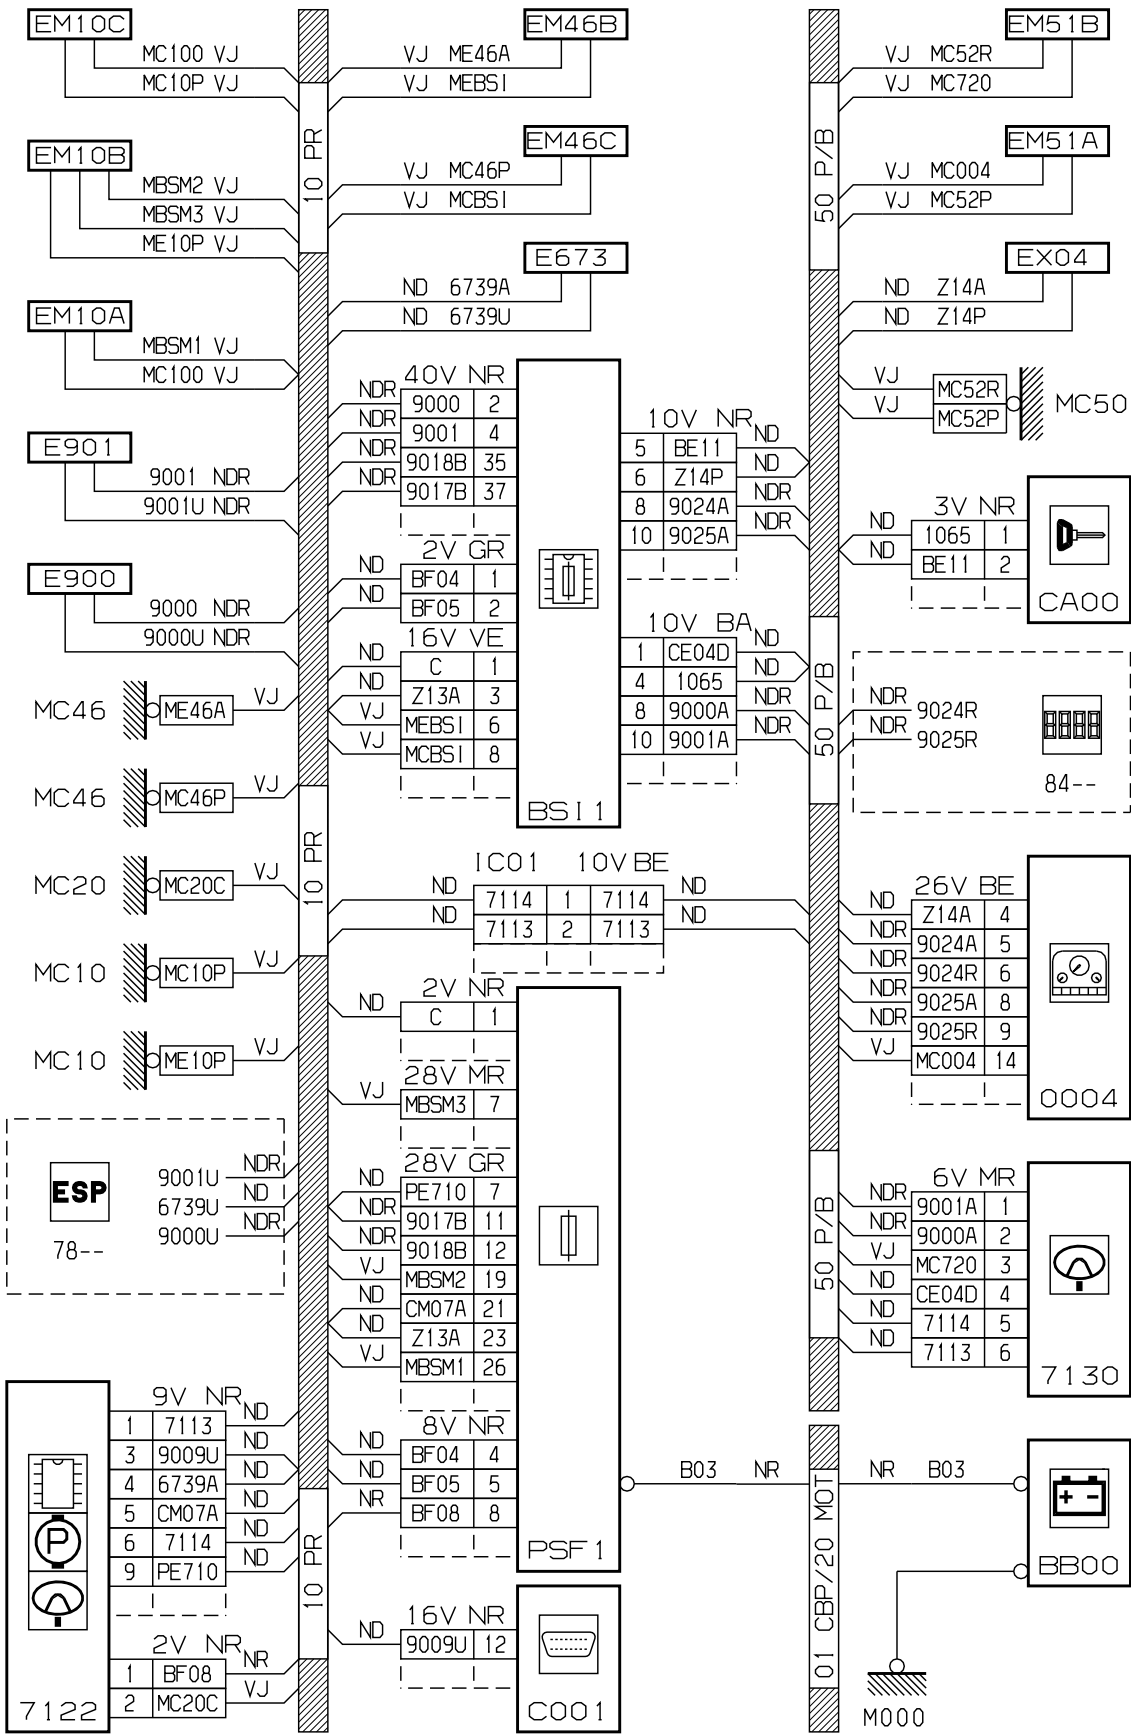 EM10C
MC100 VJ
MC10P VJ
EM10B
MBSM2 VJ
MBSM3 VJ
ME10P VJ
EM10A
MBSM1 VJ
MC100 VJ
E901
9001 NDR
9001U NDR
E900
9000 NDR
9000U NDR
MC46 ME46A VJ
MC46 MC46P VJ
MC20 MC20C VJ
MC10 MC10P VJ
MC10 ME10P VJ
ESP
78--
9001U NDR
6739U ND
9000U NDR
9V NR
1 7113 ND
3 9009U ND
4 6739A ND
5 CM07A ND
6 7114 ND
9 PE710 ND
2V NR
1 BF08 NR
2 MC20C VJ
P
7122
10 PR
10 PR
10 PR
EM46B
VJ ME46A
VJ MEBSI
EM46C
VJ MC46P
VJ MCBSI
E673
ND 6739A
ND 6739U
40V NR
NDR 9000 2
NDR 9001 4
NDR 9018B 35
NDR 9017B 37
2V GR
ND BF04 1
ND BF05 2
16V VE
ND C 1
ND Z13A 3
VJ MEBSI 6
VJ MCBSI 8
BSI1
10V NR
5 BE11 ND
6 Z14P ND
8 9024A NDR
10 9025A NDR
10V BA
1 CE04D ND
4 1065 ND
8 9000A NDR
10 9001A NDR
IC01 10V BE
ND 7114 1 7114 ND
ND 7113 2 7113 ND
2V NR
ND C 1
28V MR
VJ MBSM3 7
28V GR
ND PE710 7
NDR 9017B 11
NDR 9018B 12
VJ MBSM2 19
ND CM07A 21
ND Z13A 23
VJ MBSM1 26
8V NR
ND BF04 4
ND BF05 5
NR BF08 8
PSF1
B03 NR
16V NR
ND 9009U 12
C001
50 P/B
50 P/B
50 P/B
01 CBP/20 MOT
EM51B
VJ MC52R
VJ MC720
EM51A
VJ MC004
VJ MC52P
EX04
ND Z14A
ND Z14P
VJ MC52R
VJ MC52P
MC50
3V NR
ND 1065 1
ND BE11 2
CA00
NDR 9024R
NDR 9025R
84--
26V BE
ND Z14A 4
NDR 9024A 5
NDR 9024R 6
NDR 9025A 8
NDR 9025R 9
VJ MC004 14
0004
6V MR
NDR 9001A 1
NDR 9000A 2
VJ MC720 3
ND CE04D 4
ND 7114 5
ND 7113 6
7130
NR B03
+ -
BB00
M000